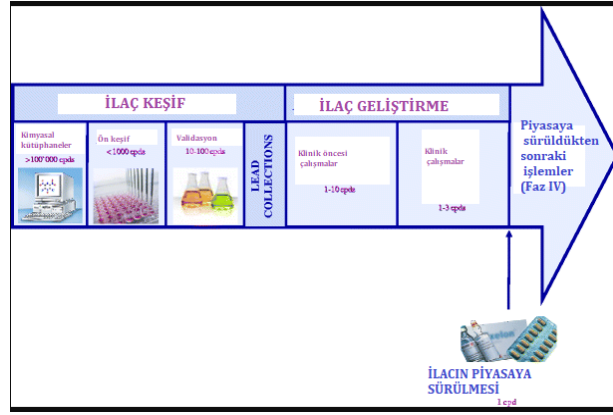 İLAÇ KEŞİF
İLAÇ GELİŞTİRME
Kimyasal
kütüphaneler
>100'000 cpds
Ön keşif
<1000 cpds
Validasyon
10-100 cpds
LEAD
COLLECTIONS
Klinik öncesi
çalışmalar
1-10 cpds
Klinik
çalışmalar
1-3 cpds
Piyasaya
sürüldükten
sonraki
işlemler
(Faz IV)
İLACIN PİYASAYA
SÜRÜLMESİ
1 cpd